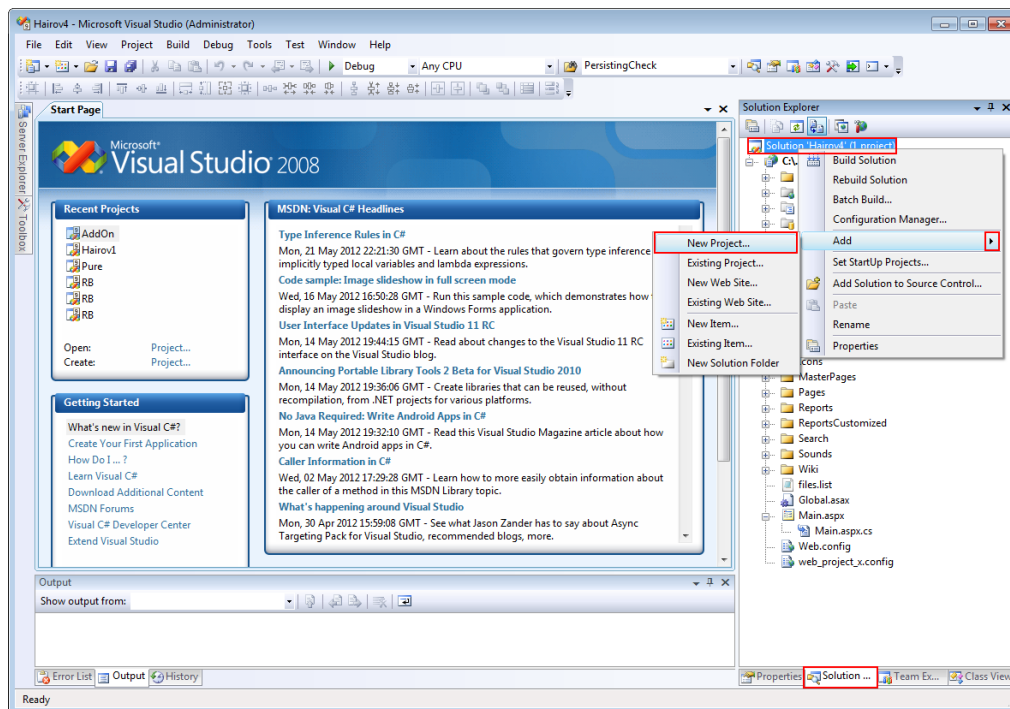 Hairov4 - Microsoft Visual Studio (Administrator)
File Edit View Project Build Debug Tools Test Window Help
Debug Any CPU PersistingCheck
Server Explorer
Toolbox
Start Page
Microsoft®
Visual Studio® 2008
Recent Projects
AddOn
Hairov1
Pure
RB
RB
RB
Open: Project...
Create: Project...
Getting Started
What's new in Visual C#?
Create Your First Application
How Do I ... ?
Learn Visual C#
Download Additional Content
MSDN Forums
Visual C# Developer Center
Extend Visual Studio
MSDN: Visual C# Headlines
Type Inference Rules in C#
Mon, 21 May 2012 22:21:30 GMT - Learn about the rules that govern type inference
implicitly typed local variables and lambda expressions.
Code sample: Image slideshow in full screen mode
Wed, 16 May 2012 16:50:28 GMT - Run this sample code, which demonstrates how
display an image slideshow in a Windows Forms application.
User Interface Updates in Visual Studio 11 RC
Mon, 14 May 2012 19:44:15 GMT - Read about changes to the Visual Studio 11 RC
interface on the Visual Studio blog.
Announcing Portable Library Tools 2 Beta for Visual Studio 2010
Mon, 14 May 2012 19:36:06 GMT - Create libraries that can be reused, without
recompilation, from .NET projects for various platforms.
No Java Required: Write Android Apps in C#
Mon, 14 May 2012 19:32:10 GMT - Read this Visual Studio Magazine article about how
you can write Android apps in C#.
Caller Information in C#
Wed, 02 May 2012 17:29:28 GMT - Learn how to more easily obtain information about
the caller of a method in this MSDN Library topic.
What's happening around Visual Studio
Mon, 30 Apr 2012 15:59:08 GMT - See what Jason Zander has to say about Async
Targeting Pack for Visual Studio, recommended blogs, more.
New Project...
Existing Project...
New Web Site...
Existing Web Site...
New Item...
Existing Item...
New Solution Folder
Solution Explorer
Solution 'Hairov4' (1 project)
C:\.
Build Solution
Rebuild Solution
Batch Build...
Configuration Manager...
Add
Set StartUp Projects...
Add Solution to Source Control...
Paste
Rename
Properties
MasterPages
Pages
Reports
ReportsCustomized
Search
Sounds
Wiki
files.list
Global.asax
Main.aspx
Main.aspx.cs
Web.config
web_project_x.config
Output
Show output from:
Error List Output History
Properties Solution ... Team Ex... Class View
Ready